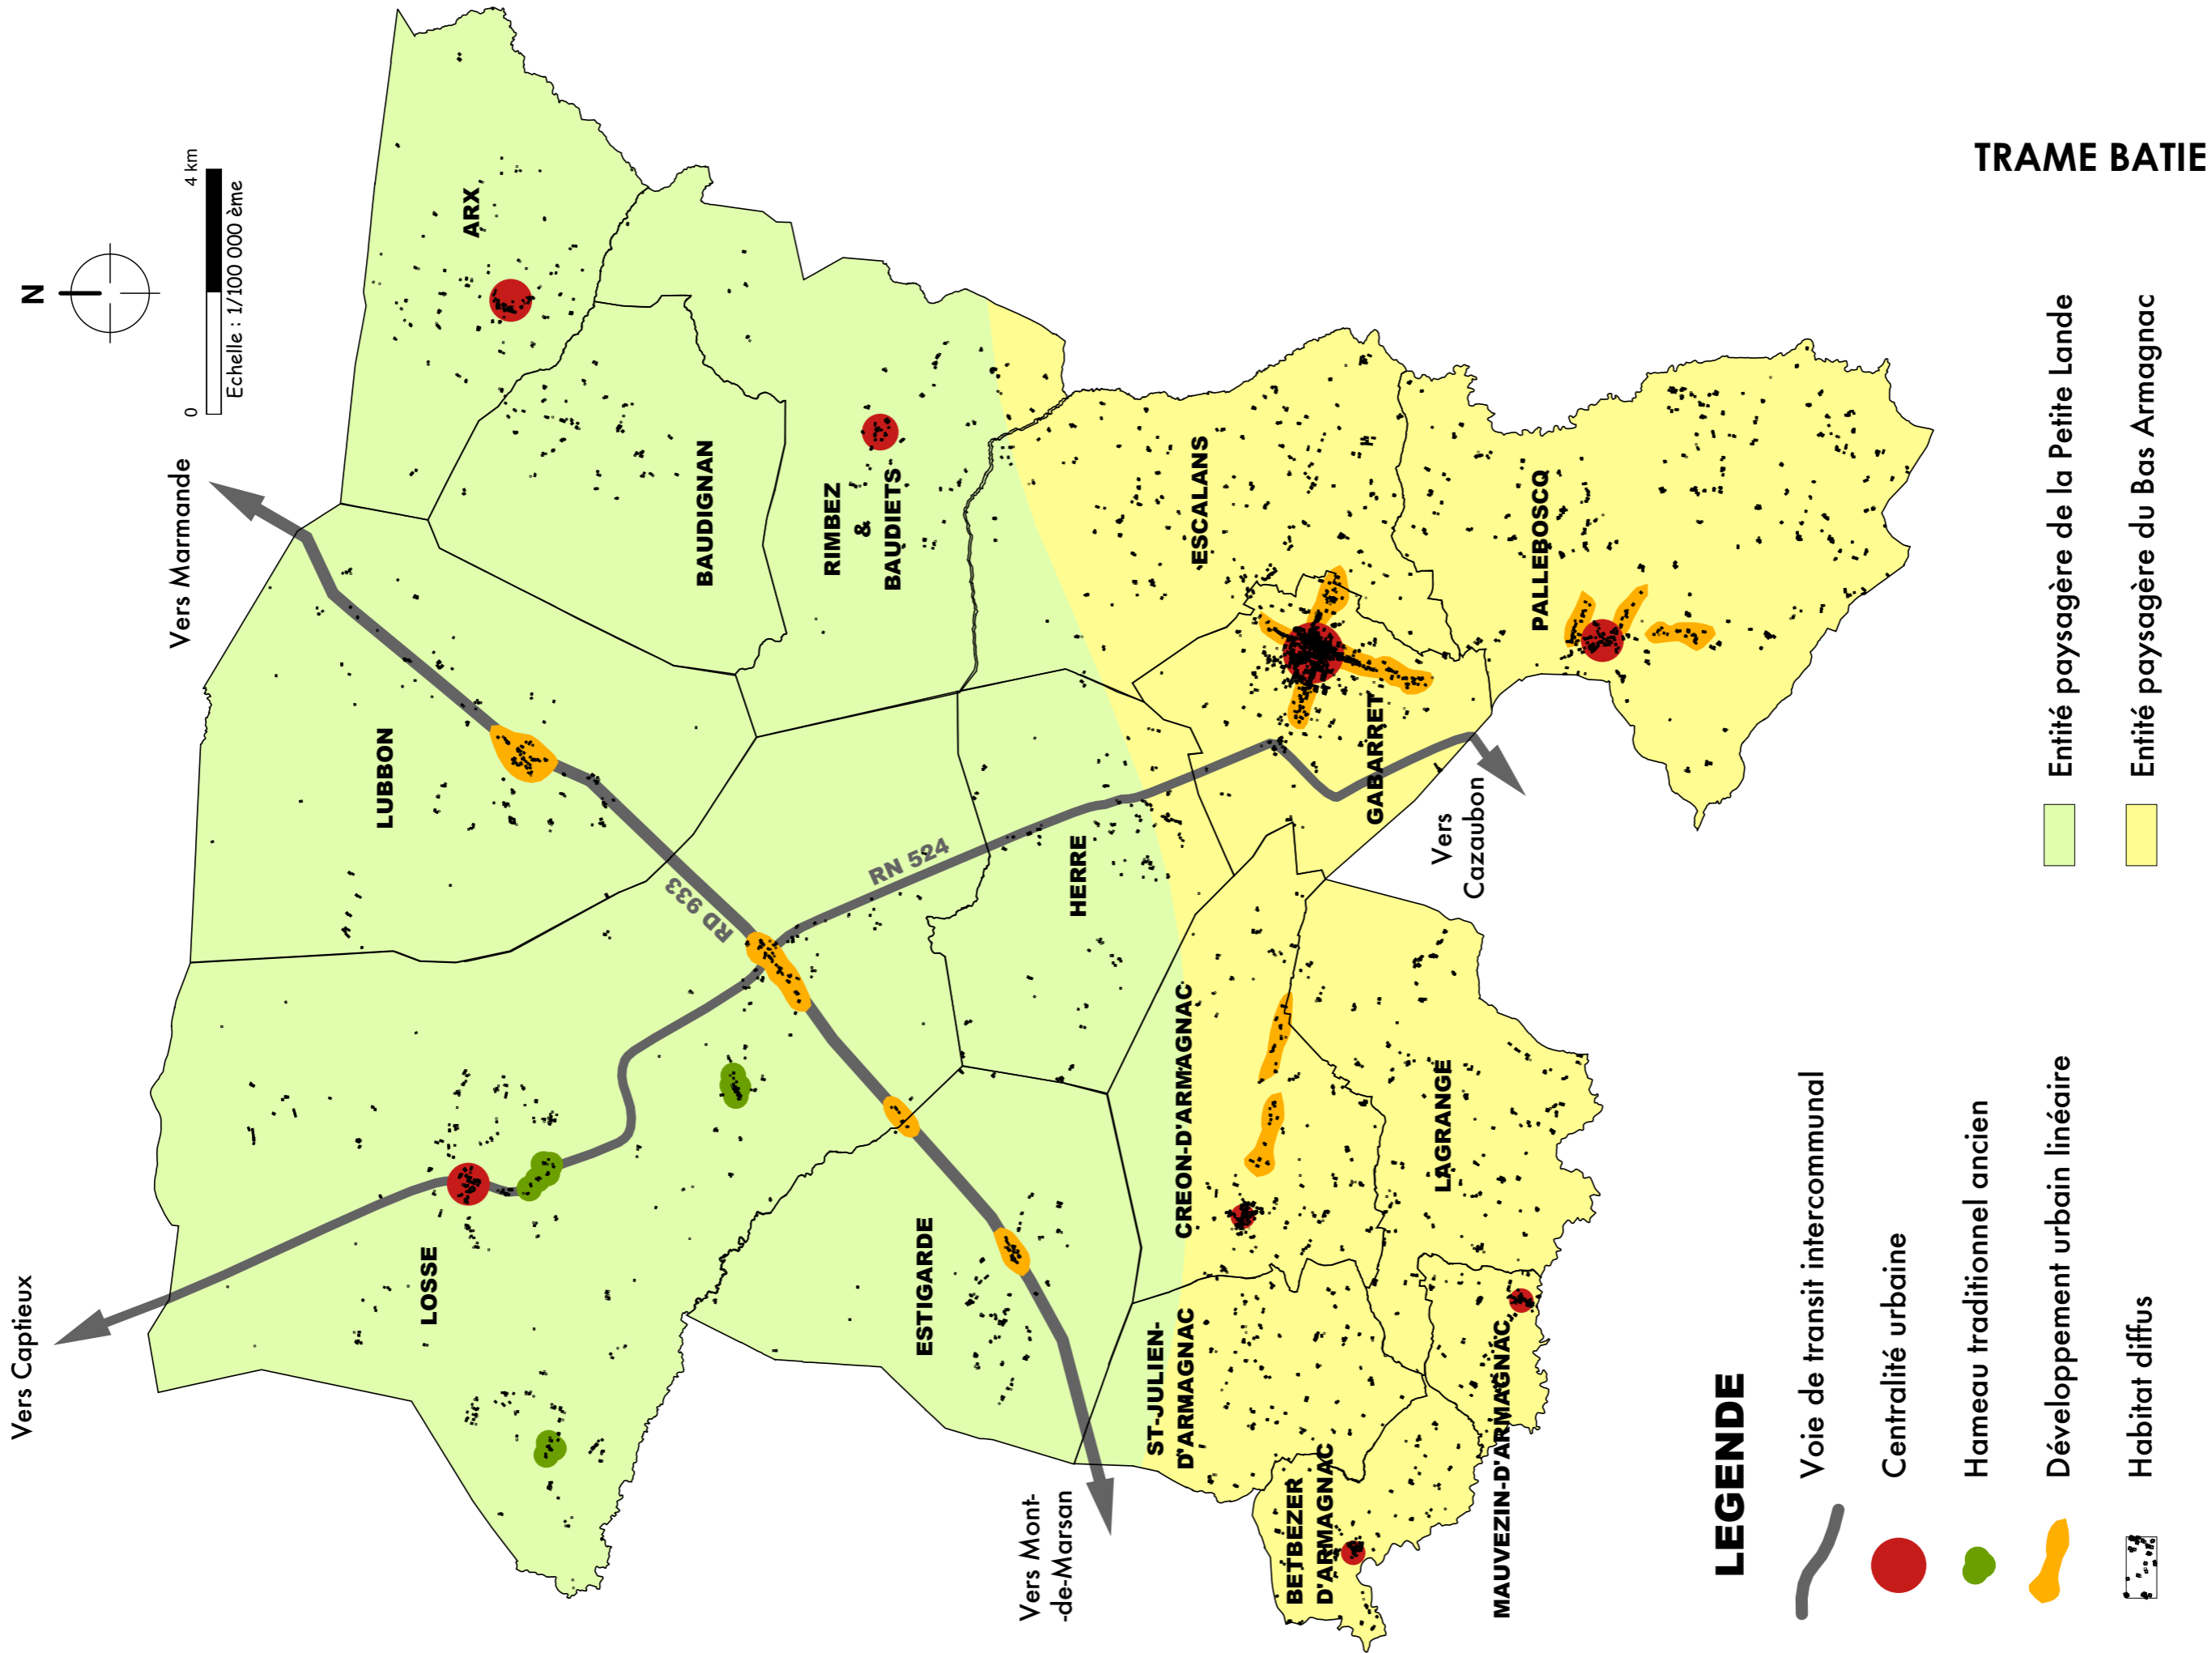 TRAME BATIE
N
0
4 km
Echelle : 1/100 000 ème
Vers Captieux
Vers Marmande
Vers Mont-
-de-Marsan
Vers
Cazaubon
RD 933
RN 524
ARX
LUBBON
BAUDIGNAN
RIMBEZ
&
BAUDIETS
LOSSE
ESTIGARDE
HERRE
ESCALANS
GABARRET
PALLEBOSCQ
CREON-D'ARMAGNAC
LAGRANGE
ST-JULIEN-
D'ARMAGNAC
BETBEZER
D'ARMAGNAC
MAUVEZIN-D'ARMAGNAC
LEGENDE
Voie de transit intercommunal
Centralité urbaine
Hameau traditionnel ancien
Développement urbain linéaire
Habitat diffus
Entité paysagère de la Petite Lande
Entité paysagère du Bas Armagnac